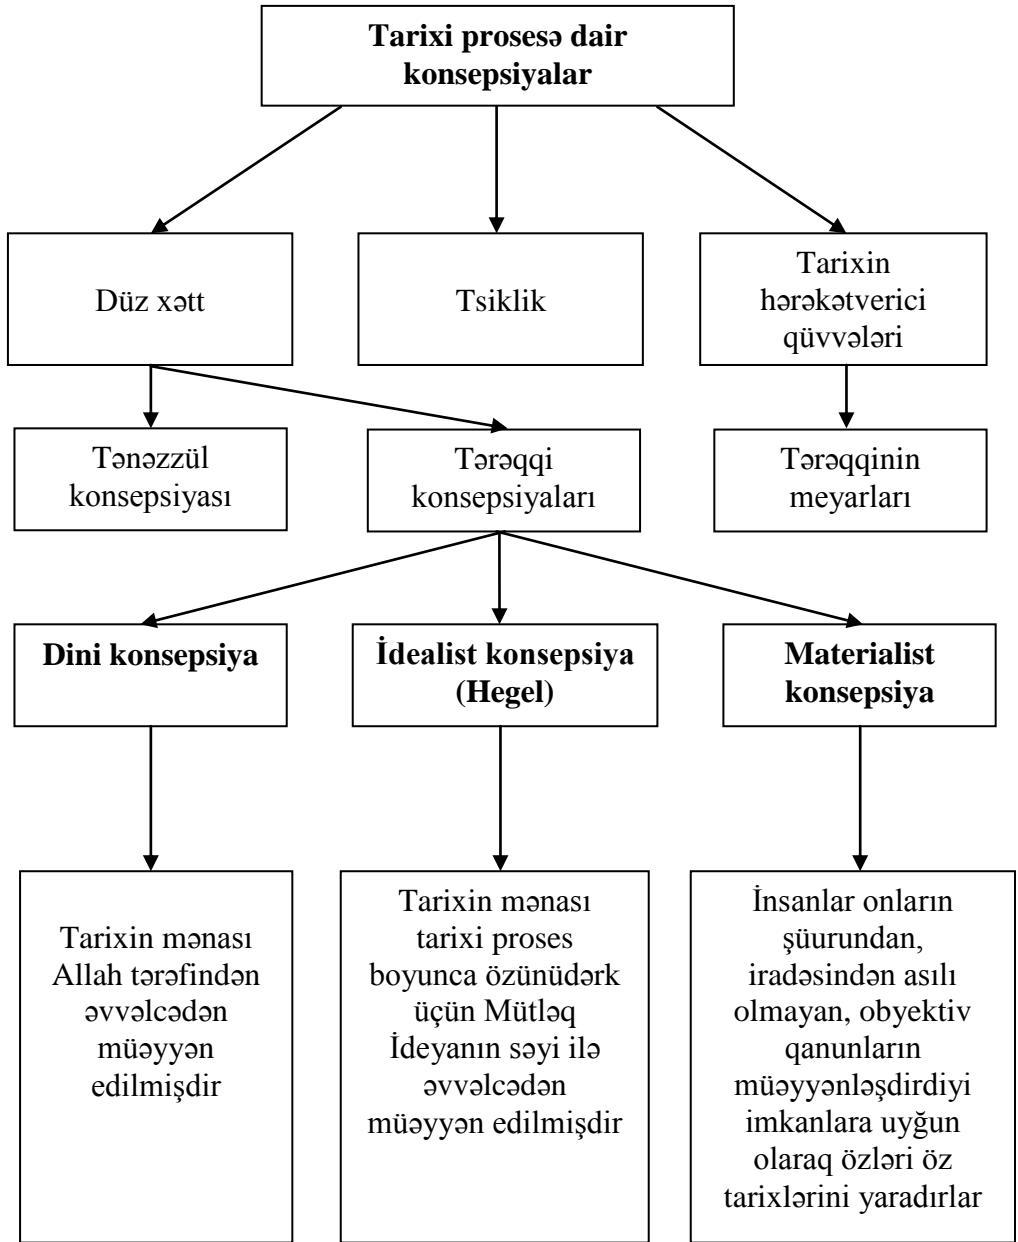 Tarixi prosesə dair
konsepsiyalar
Düz xətt
Tsiklik
Tarixin
hərəkətverici
qüvvələri
Tənəzzül
konsepsiyası
Tərəqqi
konsepsiyaları
Tərəqqinin
meyarları
Dini konsepsiya
İdealist konsepsiya
(Hegel)
Materialist
konsepsiya
Tarixin mənası
Allah tərəfindən
əvvəlcədən
müəyyən
edilmişdir
Tarixin mənası
tarixi proses
boyunca özünüdərk
üçün Mütləq
İdeyanın səyi ilə
əvvəlcədən
müəyyən edilmişdir
İnsanlar onların
şüurundan,
iradəsindən asılı
olmayan, obyektiv
qanunların
müəyyənləşdirdiyi
imkanlara uyğun
olaraq özləri öz
tarixlərini yaradırlar